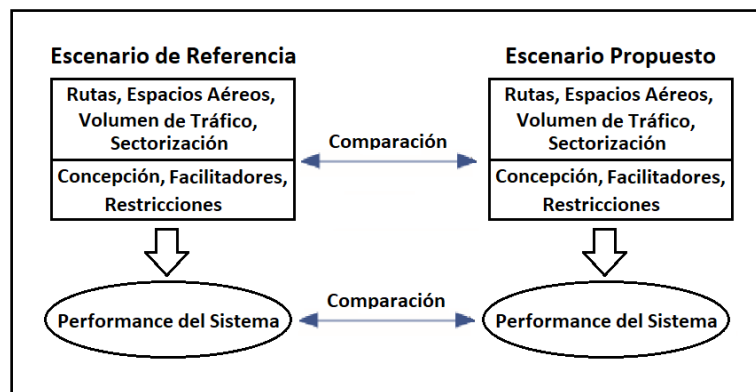 Escenario de Referencia
Rutas, Espacios Aéreos,
Volumen de Tráfico,
Sectorización
Concepción, Facilitadores,
Restricciones
Performance del Sistema
Comparación
Comparación
Escenario Propuesto
Rutas, Espacios Aéreos,
Volumen de Tráfico,
Sectorización
Concepción, Facilitadores,
Restricciones
Performance del Sistema